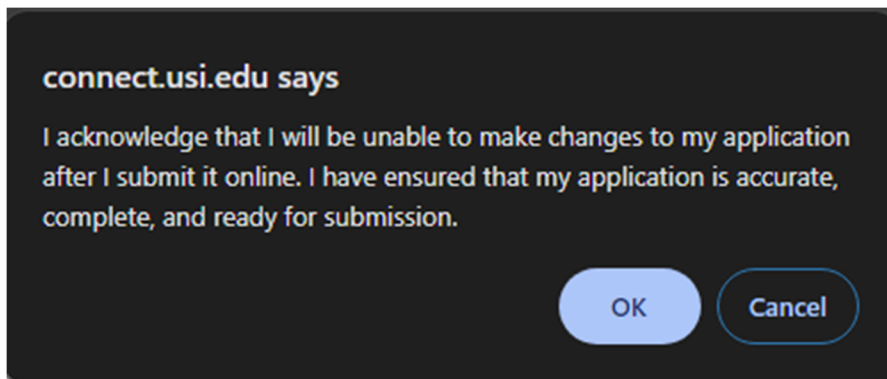 connect.usi.edu says
I acknowledge that I will be unable to make changes to my application
after I submit it online. I have ensured that my application is accurate,
complete, and ready for submission.
OK
Cancel